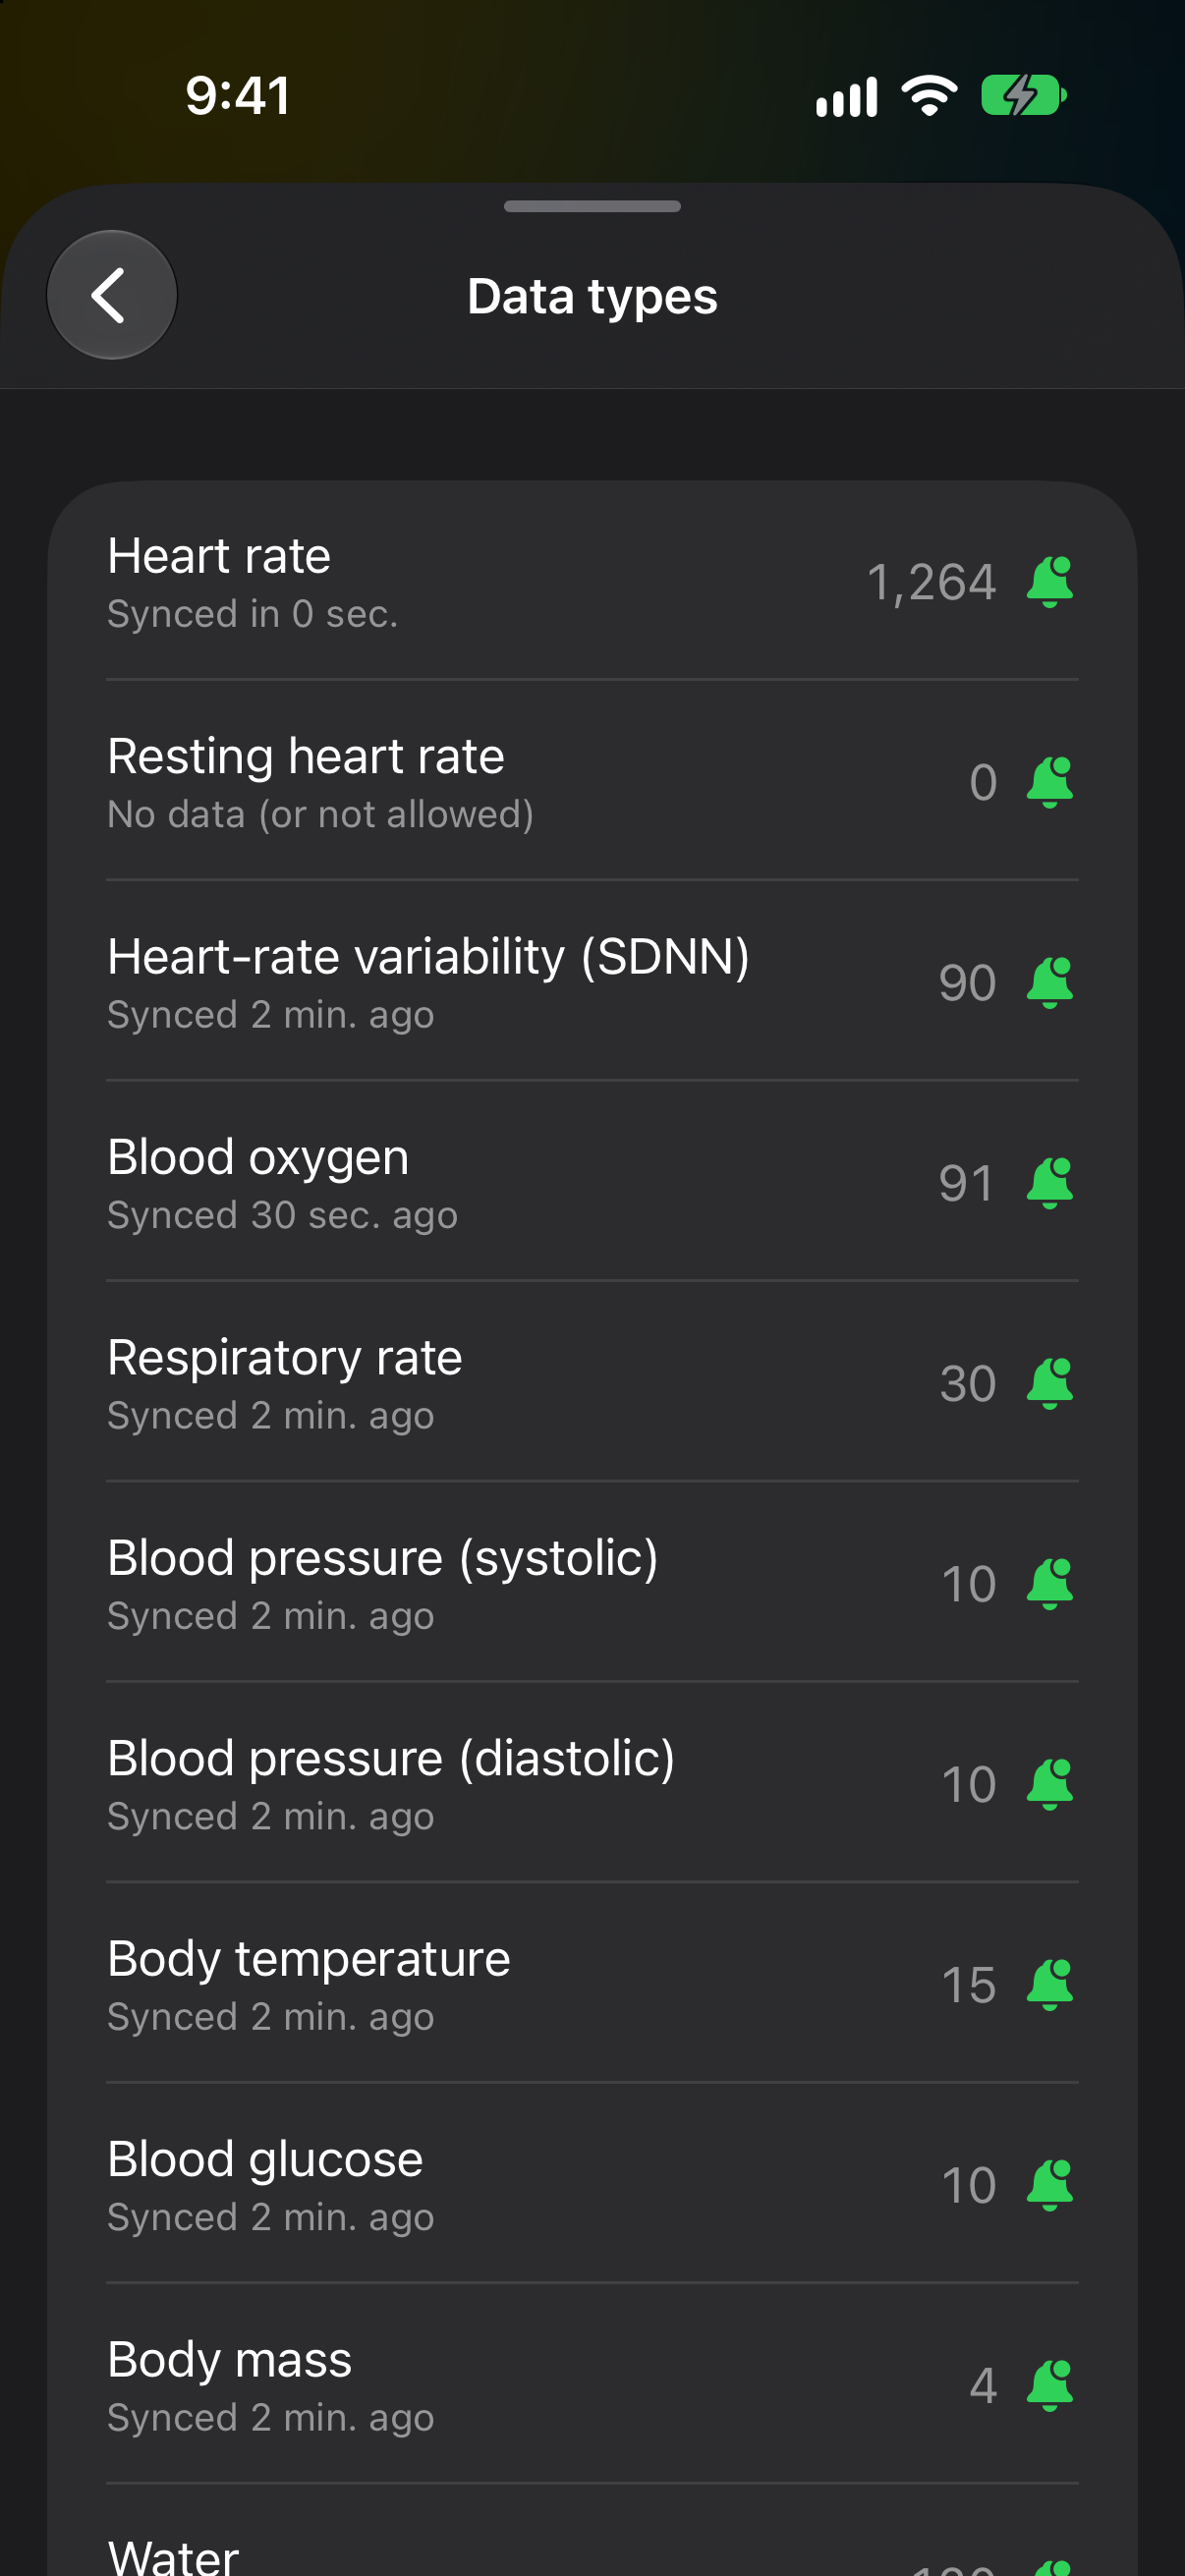 9:41
Data types
Heart rate
Synced in 0 sec.
1,264
Resting heart rate
No data (or not allowed)
0
Heart-rate variability (SDNN)
Synced 2 min. ago
90
Blood oxygen
Synced 30 sec. ago
91
Respiratory rate
Synced 2 min. ago
30
Blood pressure (systolic)
Synced 2 min. ago
10
Blood pressure (diastolic)
Synced 2 min. ago
10
Body temperature
Synced 2 min. ago
15
Blood glucose
Synced 2 min. ago
10
Body mass
Synced 2 min. ago
4
Water